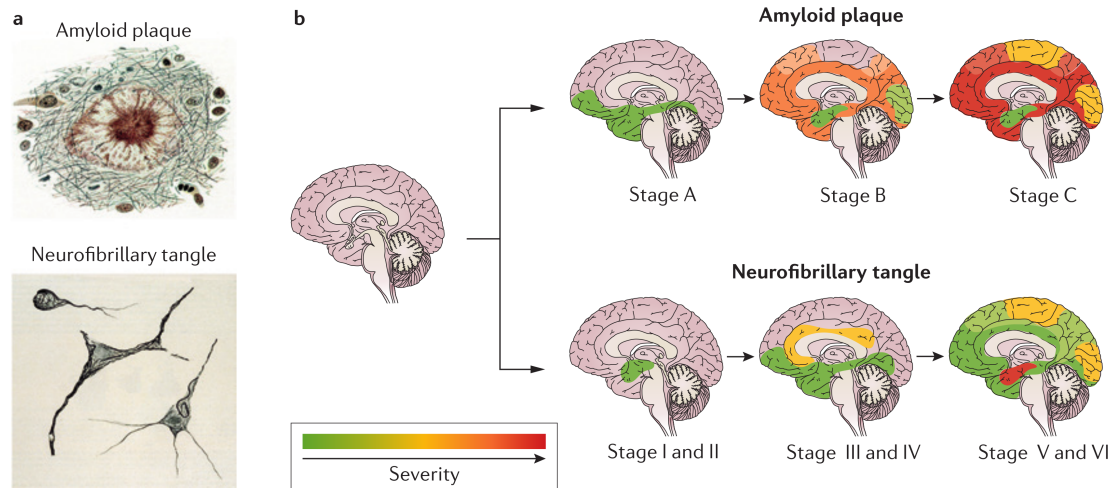 a
Amyloid plaque
Neurofibrillary tangle
b
Amyloid plaque
Stage A
Stage B
Stage C
Neurofibrillary tangle
Stage I and II
Stage III and IV
Stage V and VI
Severity